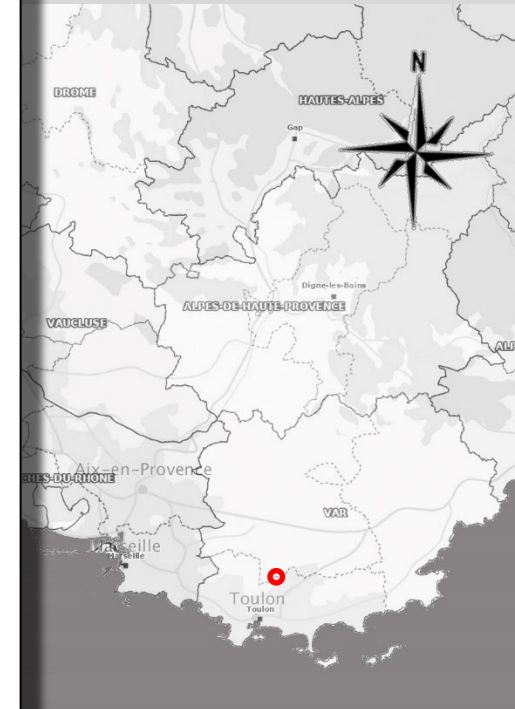 N
DROME
HAUTES-ALPES
Gap
Digne-les-Bains
ALPES-DE-HAUTE-PROVENCE
VAUCLUSE
ALP
Aix-en-Provence
CHES-DU-RHONE
VAR
Marseille
Marseille
Toulon
Toulon